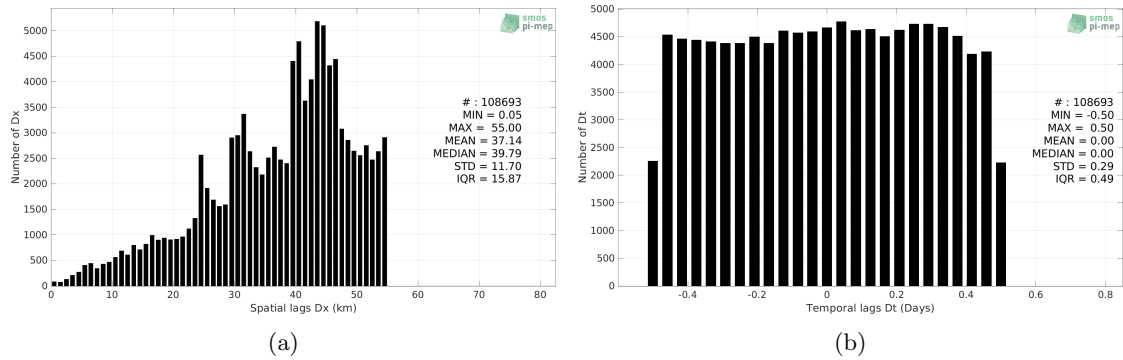 smos
pi-mep
5000
4500
4000
3500
3000
2500
2000
1500
1000
500
0
Number of Dx
# : 108693
MIN = 0.05
MAX = 55.00
MEAN = 37.14
MEDIAN = 39.79
STD = 11.70
IQR = 15.87
0 10 20 30 40 50 60 70 80
Spatial lags Dx (km)
(a)
smos
pi-mep
5000
4500
4000
3500
3000
2500
2000
1500
1000
500
0
Number of Dt
# : 108693
MIN = -0.50
MAX = 0.50
MEAN = 0.00
MEDIAN = 0.00
STD = 0.29
IQR = 0.49
-0.4 -0.2 0 0.2 0.4 0.6 0.8
Temporal lags Dt (Days)
(b)